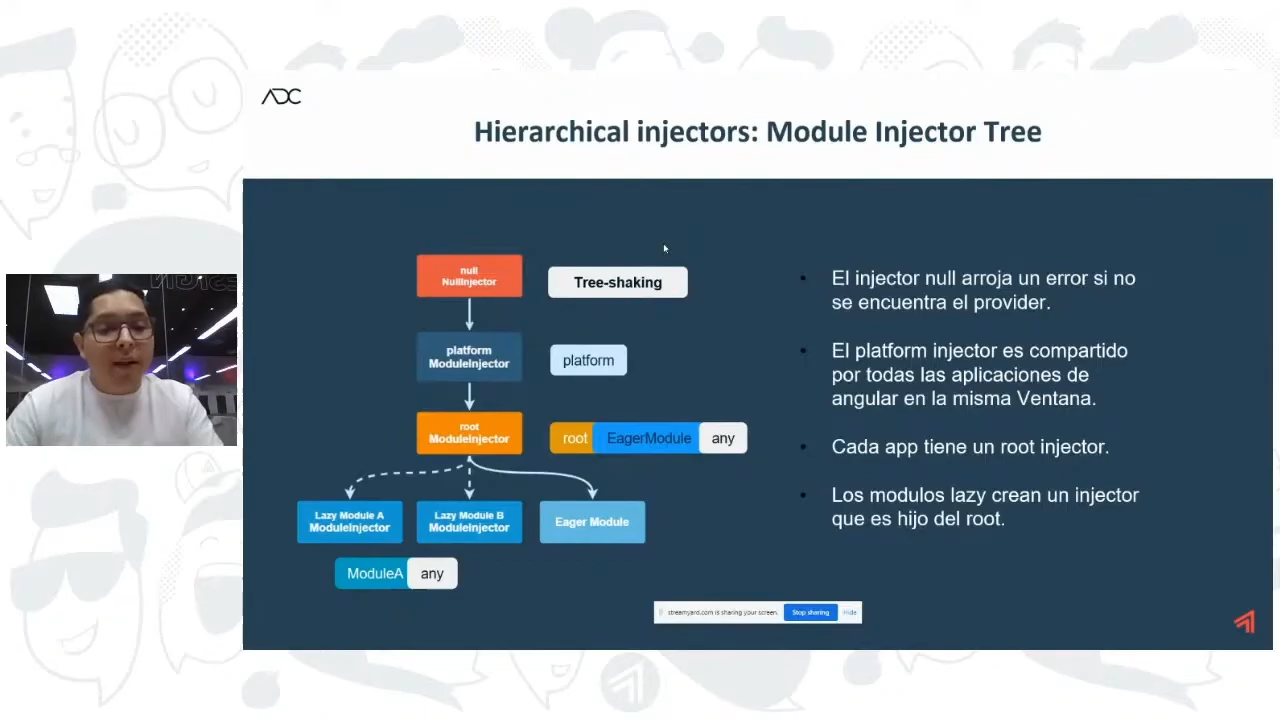 ADC
Hierarchical injectors: Module Injector Tree
null
NullInjector
Tree-shaking
platform
ModuleInjector
platform
root
ModuleInjector
root EagerModule any
Lazy Module A
ModuleInjector
Lazy Module B
ModuleInjector
Eager Module
ModuleA any
El injector null arroja un error si no
se encuentra el provider.
El platform injector es compartido
por todas las aplicaciones de
angular en la misma Ventana.
Cada app tiene un root injector.
Los modulos lazy crean un injector
que es hijo del root.
streamyard.com is sharing your screen.
Stop sharing
Hide